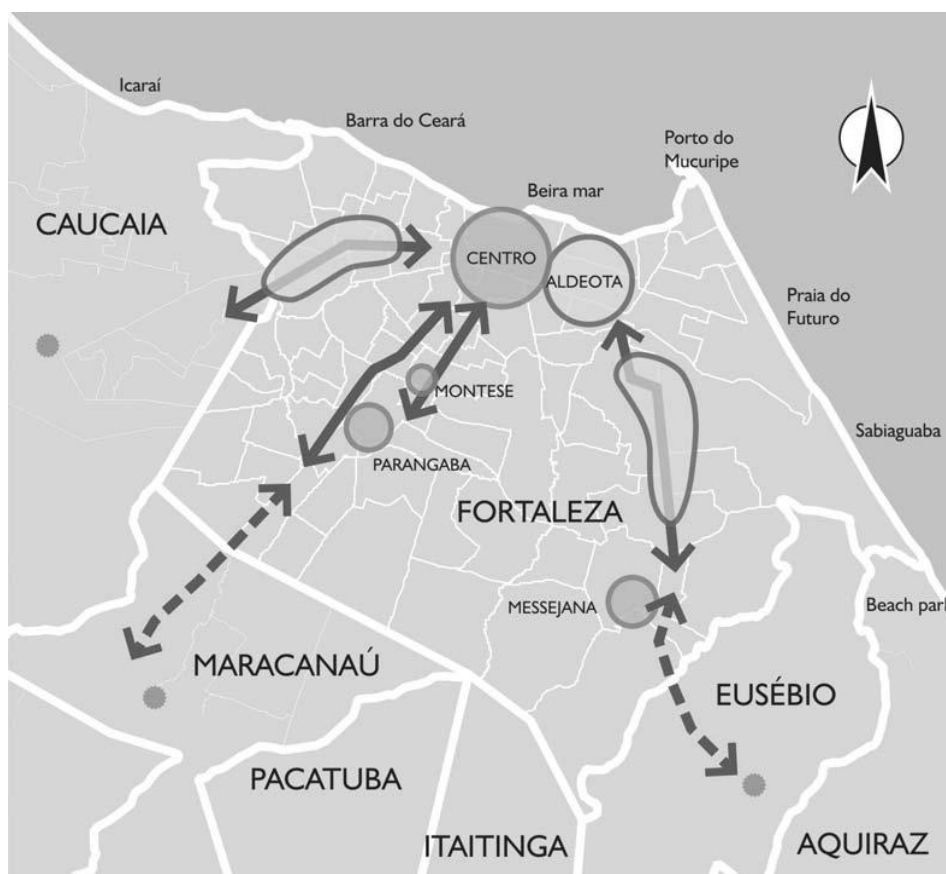 Icaraí
Barra do Ceará
Porto do
Mucuripe
Beira mar
CAUCAIA
CENTRO
ALDEOTA
Praia do
Futuro
MONTESE
Sabiaguaba
PARANGABA
FORTALEZA
MESSEJANA
Beach park
MARACANAÚ
EUSÉBIO
PACATUBA
ITAITINGA
AQUIRAZ